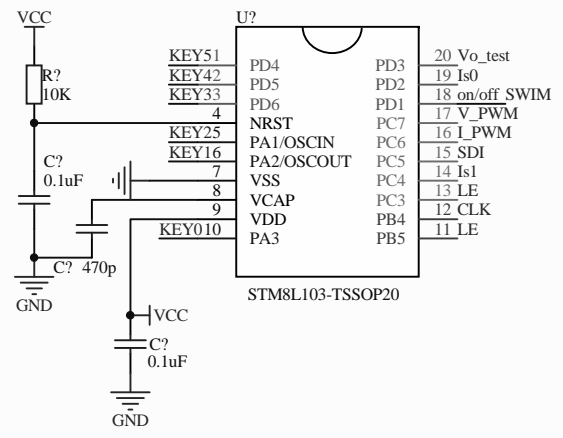 VCC
U?
KEY51
PD4
PD3
20 Vo_test
R?
KEY42
PD5
PD2
19 Is0
10K
KEY33
PD6
PD1
18 on/off_SWIM
4
NRST
PC7
17 V_PWM
KEY25
PA1/OSCIN
PC6
16 I_PWM
C?
KEY16
PA2/OSCOUT
PC5
15 SDI
0.1uF
7
VSS
PC4
14 Is1
8
VCAP
PC3
13 LE
9
VDD
PB4
12 CLK
KEY010
PA3
PB5
11 LE
C? 470p
GND
STM8L103-TSSOP20
VCC
C?
0.1uF
GND